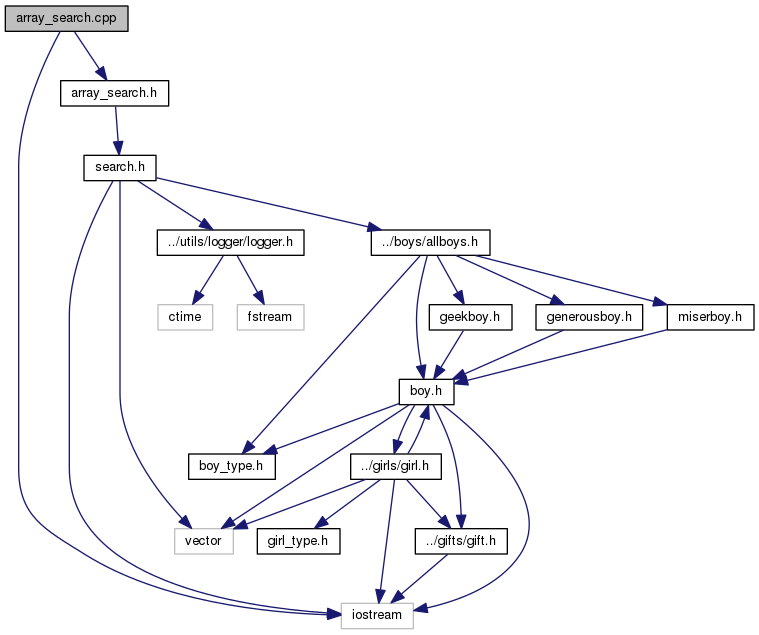 array_search.cpp
array_search.h
search.h
../utils/logger/logger.h
../boys/allboys.h
ctime
fstream
geekboy.h
generousboy.h
miserboy.h
boy.h
boy_type.h
../girls/girl.h
vector
girl_type.h
../gifts/gift.h
iostream